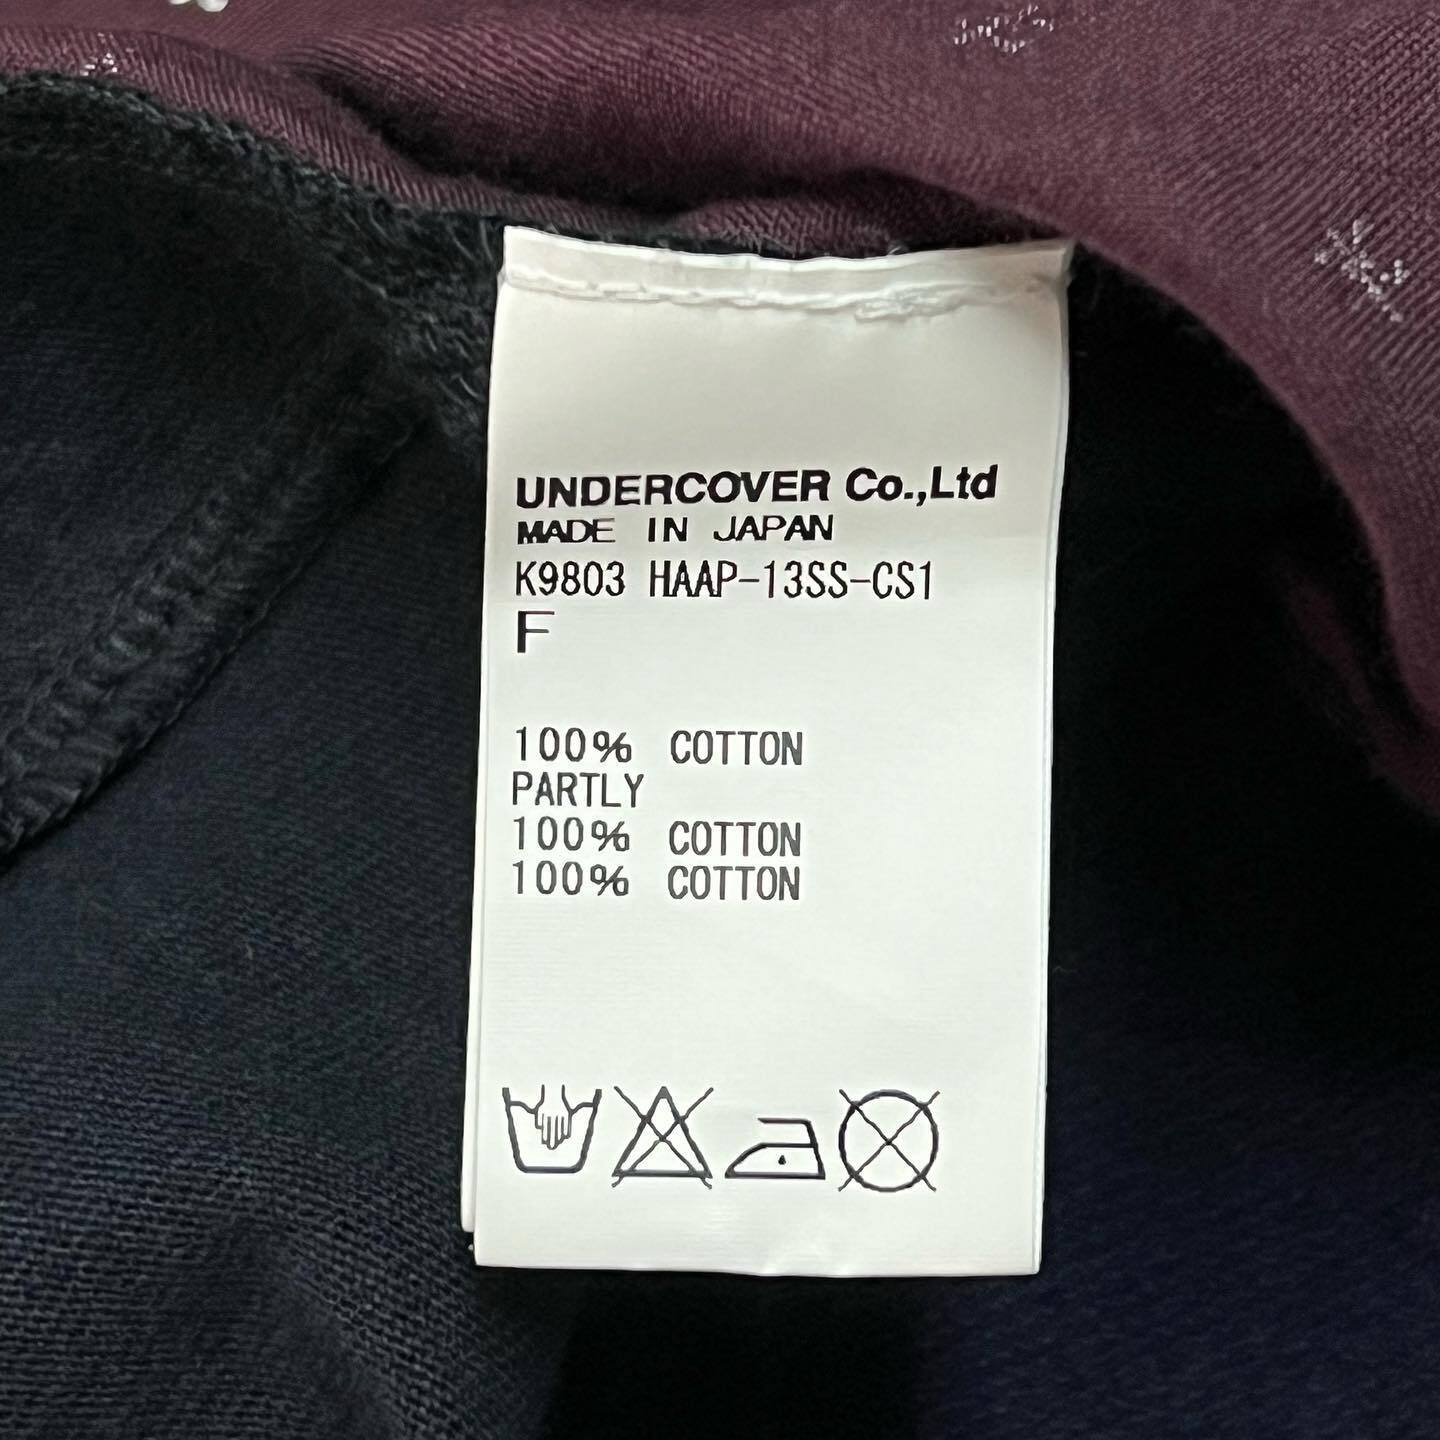 UNDERCOVER Co.,Ltd
MADE IN JAPAN
K9803 HAAP-13SS-CS1
F
100% COTTON
PARTLY
100% COTTON
100% COTTON